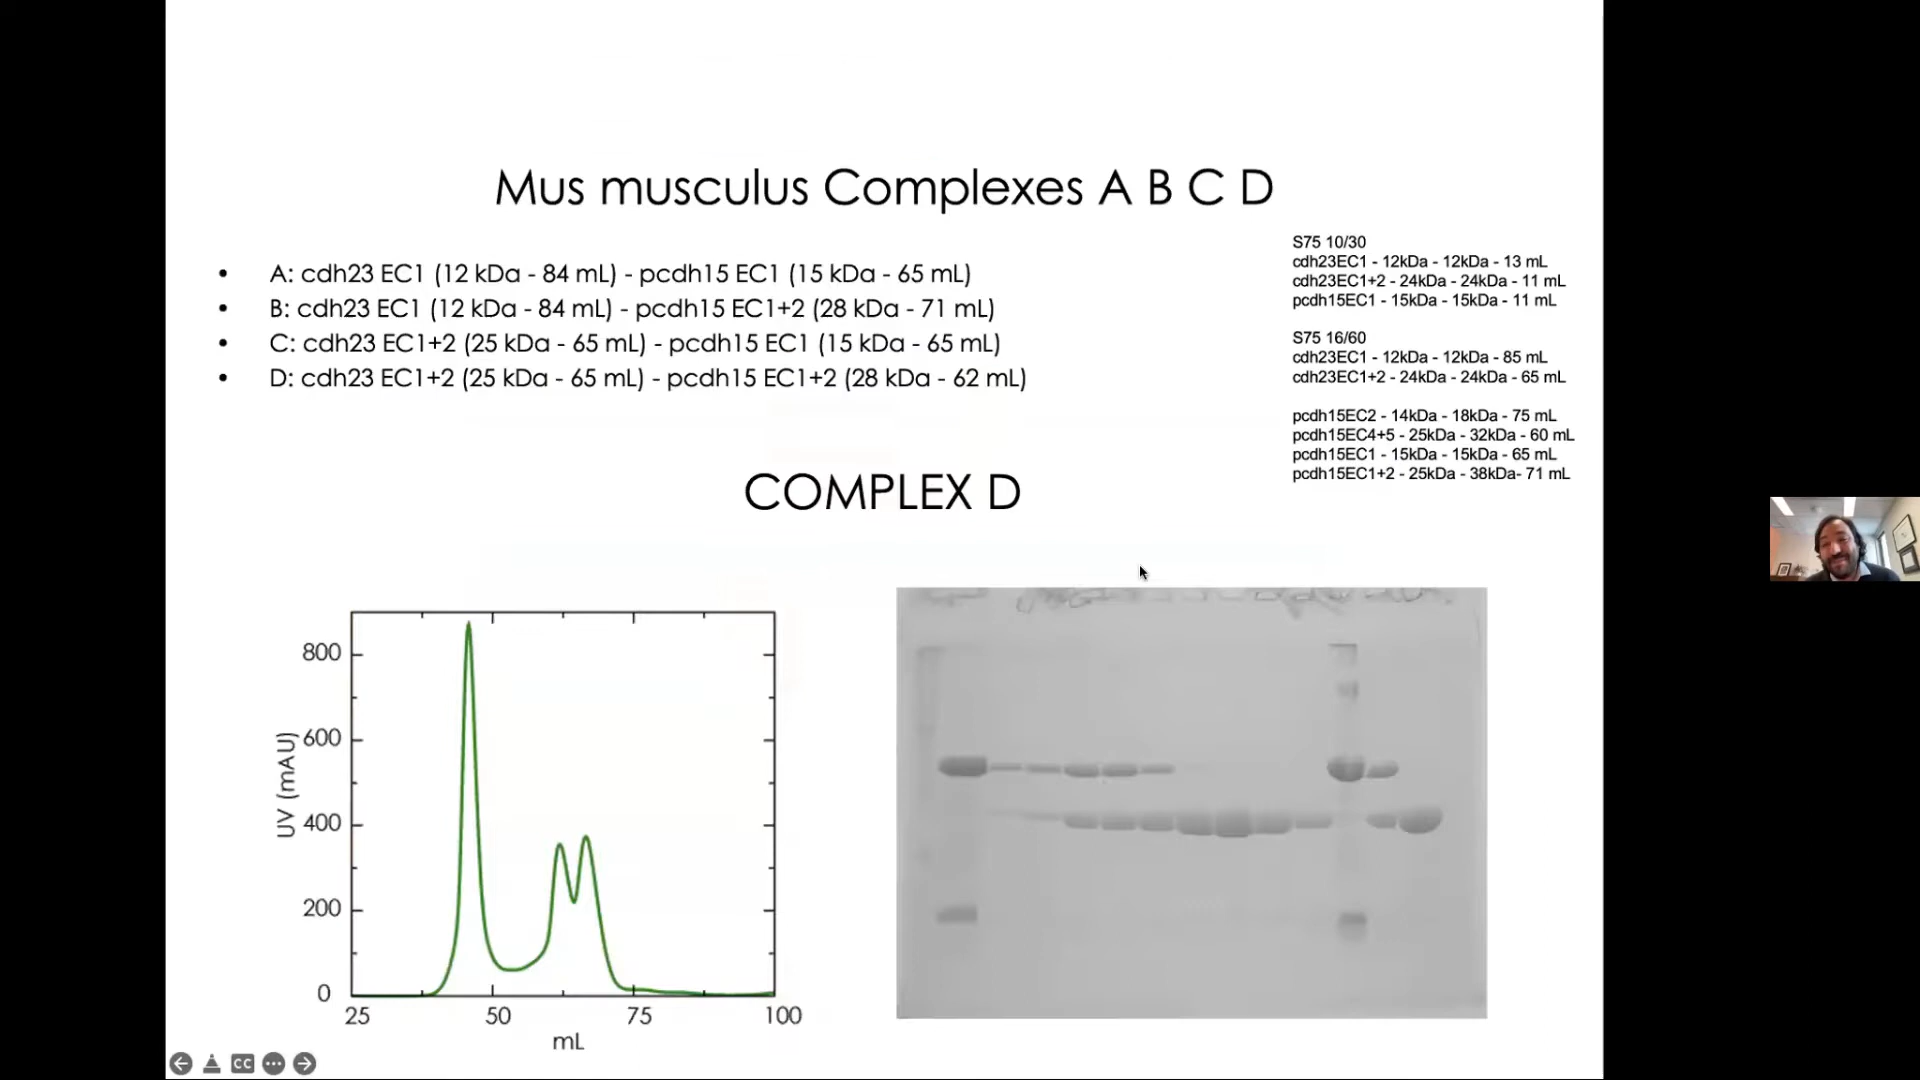 Mus musculus Complexes A B C D
• A: cdh23 EC1 (12 kDa - 84 mL) - pcdh15 EC1 (15 kDa - 65 mL)
• B: cdh23 EC1 (12 kDa - 84 mL) - pcdh15 EC1+2 (28 kDa - 71 mL)
• C: cdh23 EC1+2 (25 kDa - 65 mL) - pcdh15 EC1 (15 kDa - 65 mL)
• D: cdh23 EC1+2 (25 kDa - 65 mL) - pcdh15 EC1+2 (28 kDa - 62 mL)
S75 10/30
cdh23EC1 - 12kDa - 12kDa - 13 mL
cdh23EC1+2 - 24kDa - 24kDa - 11 mL
pcdh15EC1 - 15kDa - 15kDa - 11 mL
S75 16/60
cdh23EC1 - 12kDa - 12kDa - 85 mL
cdh23EC1+2 - 24kDa - 24kDa - 65 mL
pcdh15EC2 - 14kDa - 18kDa - 75 mL
pcdh15EC4+5 - 25kDa - 32kDa - 60 mL
pcdh15EC1 - 15kDa - 15kDa - 65 mL
pcdh15EC1+2 - 25kDa - 38kDa- 71 mL
COMPLEX D
UV (mAU)
800
600
400
200
0
25 50 75 100
mL
CC